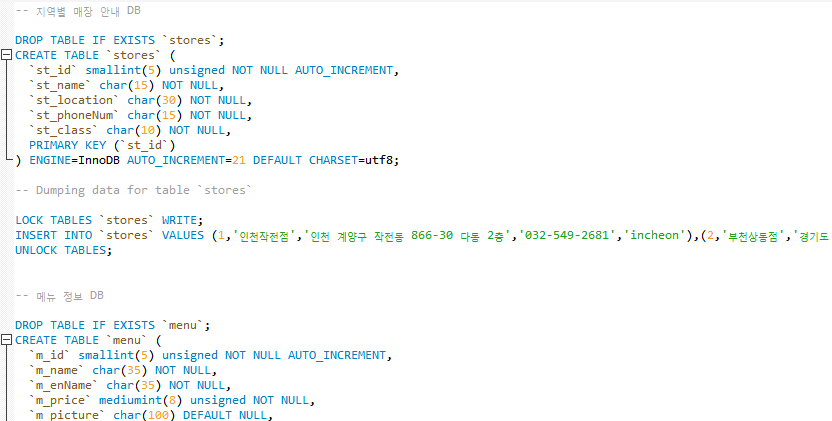 -- 지역별 매장 안내 DB
DROP TABLE IF EXISTS `stores`;
CREATE TABLE `stores` (
`st_id` smallint(5) unsigned NOT NULL AUTO_INCREMENT,
`st_name` char(15) NOT NULL,
`st_location` char(30) NOT NULL,
`st_phoneNum` char(15) NOT NULL,
`st_class` char(10) NOT NULL,
PRIMARY KEY (`st_id`)
) ENGINE=InnoDB AUTO_INCREMENT=21 DEFAULT CHARSET=utf8;
-- Dumping data for table `stores`
LOCK TABLES `stores` WRITE;
INSERT INTO `stores` VALUES (1,'인천작전점','인천 계양구 작전동 866-30 다동 2층','032-549-2681','incheon'),(2,'부천상동점','경기도
UNLOCK TABLES;
-- 메뉴 정보 DB
DROP TABLE IF EXISTS `menu`;
CREATE TABLE `menu` (
`m_id` smallint(5) unsigned NOT NULL AUTO_INCREMENT,
`m_name` char(35) NOT NULL,
`m_enName` char(35) NOT NULL,
`m_price` mediumint(8) unsigned NOT NULL,
`m_picture` char(100) DEFAULT NULL,